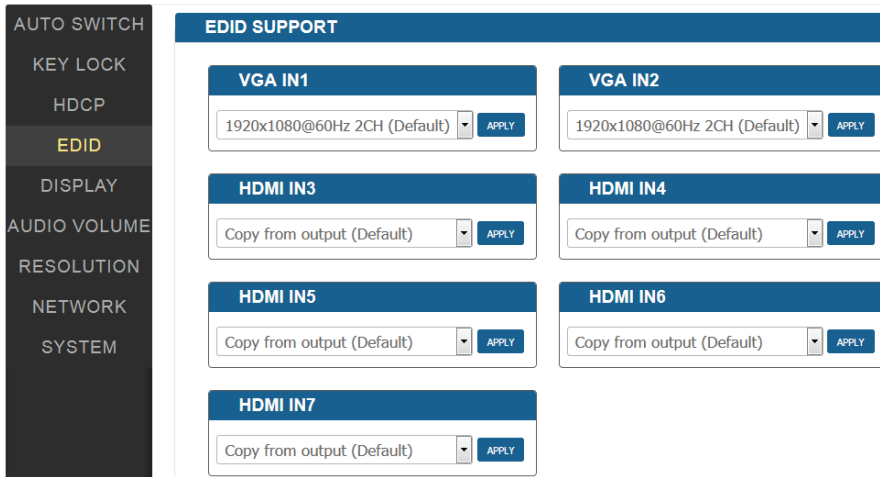 AUTO SWITCH
KEY LOCK
HDCP
EDID
DISPLAY
AUDIO VOLUME
RESOLUTION
NETWORK
SYSTEM
EDID SUPPORT
VGA IN1
1920x1080@60Hz 2CH (Default)
APPLY
VGA IN2
1920x1080@60Hz 2CH (Default)
APPLY
HDMI IN3
Copy from output (Default)
APPLY
HDMI IN4
Copy from output (Default)
APPLY
HDMI IN5
Copy from output (Default)
APPLY
HDMI IN6
Copy from output (Default)
APPLY
HDMI IN7
Copy from output (Default)
APPLY